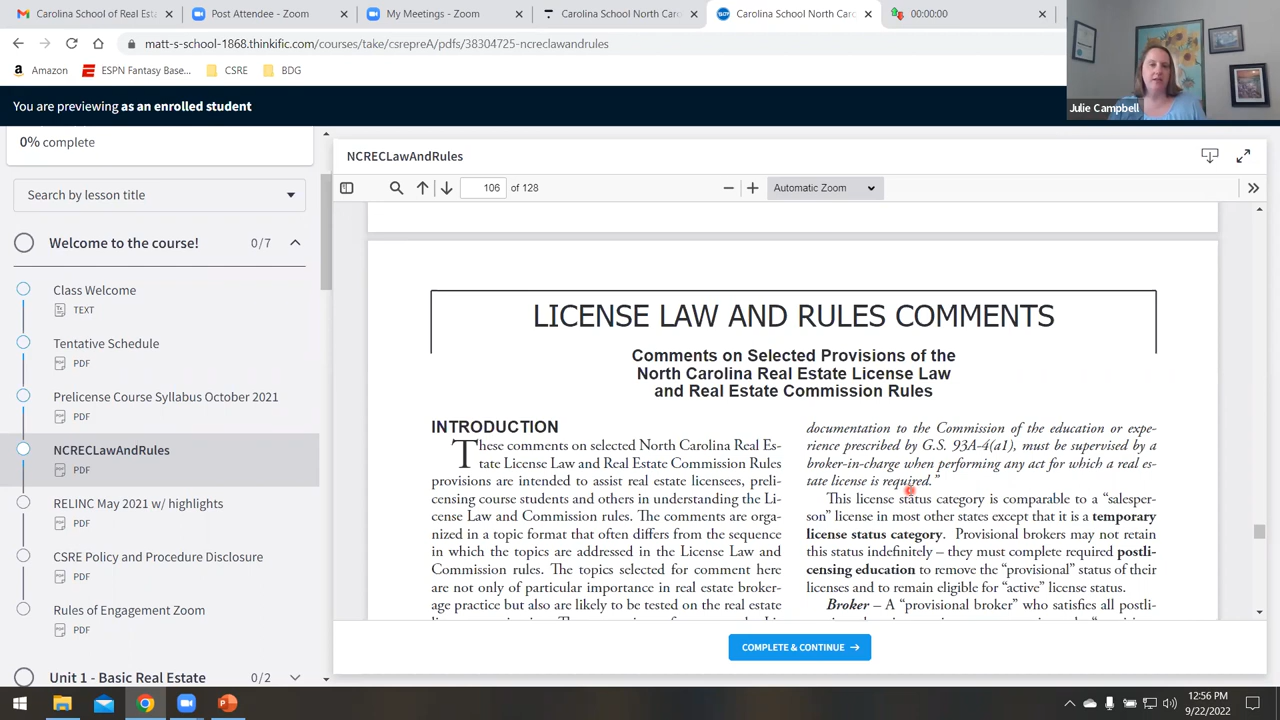 Carolina School of Real Esta
Post Attendee - Zoom
My Meetings - Zoom
Carolina School North Caro
Carolina School North Caro
00:00:00
matt-s-school-1868.thinkific.com/courses/take/csrepreA/pdfs/38304725-ncreclawandrules
Amazon
ESPN Fantasy Base...
CSRE
BDG
Julie Campbell
You are previewing as an enrolled student
0% complete
Search by lesson title
Welcome to the course! 0/7
Class Welcome
TEXT
Tentative Schedule
PDF
Prelicense Course Syllabus October 2021
PDF
NCRECLawAndRules
PDF
RELINC May 2021 w/ highlights
PDF
CSRE Policy and Procedure Disclosure
PDF
Rules of Engagement Zoom
PDF
Unit 1 - Basic Real Estate 0/2
NCRECLawAndRules
106 of 128
Automatic Zoom
LICENSE LAW AND RULES COMMENTS
Comments on Selected Provisions of the
North Carolina Real Estate License Law
and Real Estate Commission Rules
INTRODUCTION
These comments on selected North Carolina Real Es-
tate License Law and Real Estate Commission Rules
provisions are intended to assist real estate licensees, preli-
censing course students and others in understanding the Li-
cense Law and Commission rules. The comments are orga-
nized in a topic format that often differs from the sequence
in which the topics are addressed in the License Law and
Commission rules. The topics selected for comment here
are not only of particular importance in real estate broker-
age practice but also are likely to be tested on the real estate
documentation to the Commission of the education or expe-
rience prescribed by G.S. 93A-4(a1), must be supervised by a
broker-in-charge when performing any act for which a real es-
tate license is required."
This license status category is comparable to a "salesper-
son" license in most other states except that it is a temporary
license status category. Provisional brokers may not retain
this status indefinitely – they must complete required postli-
censing education to remove the "provisional" status of their
licenses and to remain eligible for "active" license status.
Broker – A "provisional broker" who satisfies all postli-
COMPLETE & CONTINUE →
12:56 PM
9/22/2022